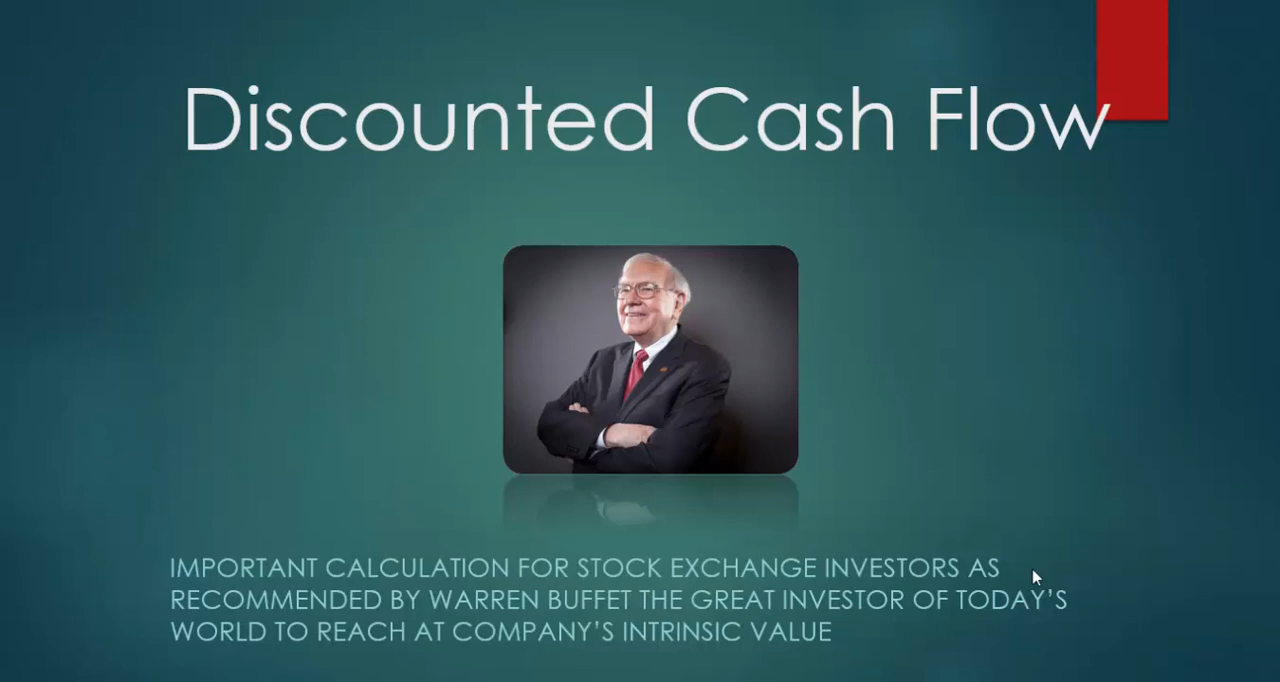 Discounted Cash Flow
IMPORTANT CALCULATION FOR STOCK EXCHANGE INVESTORS AS
RECOMMENDED BY WARREN BUFFET THE GREAT INVESTOR OF TODAY’S
WORLD TO REACH AT COMPANY’S INTRINSIC VALUE